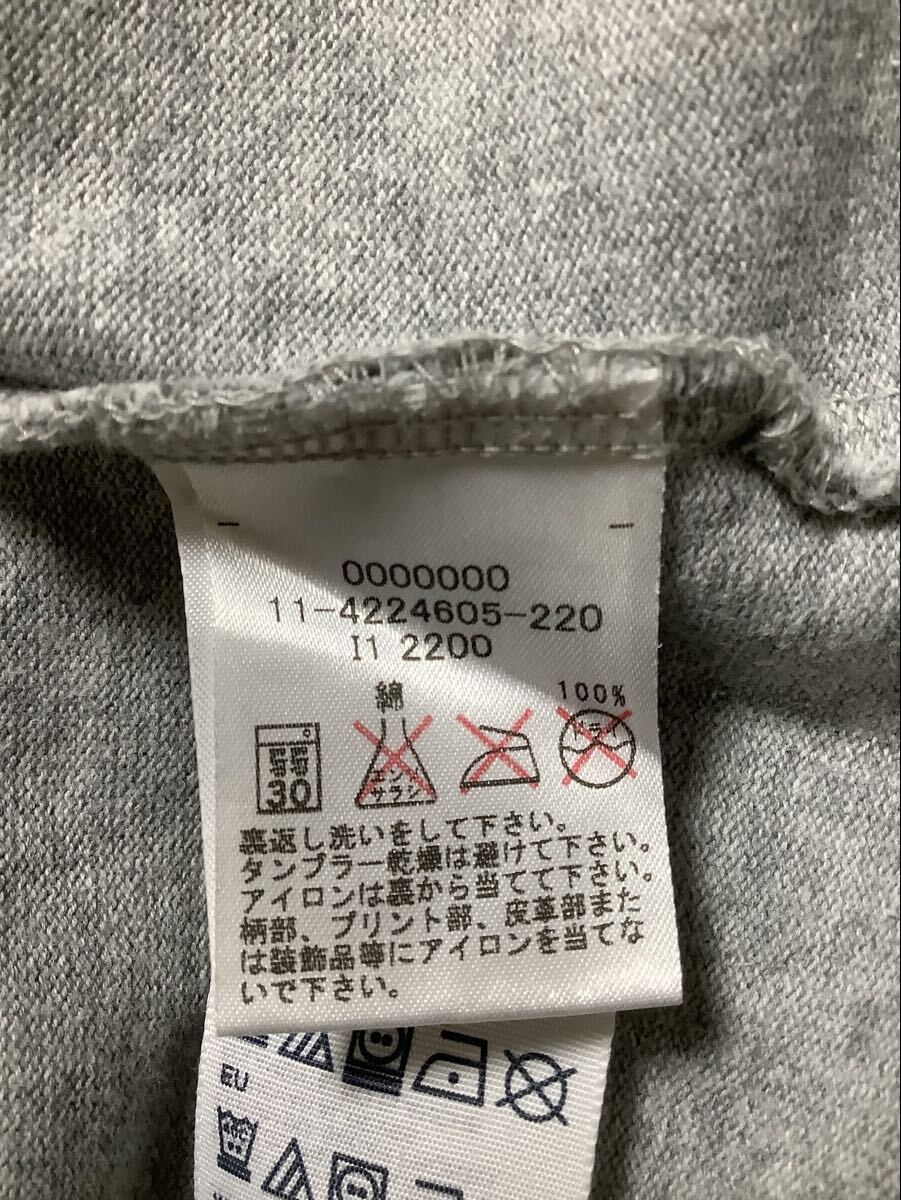 0000000
11-4224605-220
I1 2200
綿 100%
30
エンソ
サラシ
ドライ
裏返し洗いをして下さい。
タンブラー乾燥は避けて下さい。
アイロンは裏から当てて下さい。
柄部、プリント部、皮革部また
は装飾品等にアイロンを当てな
いで下さい。
EU